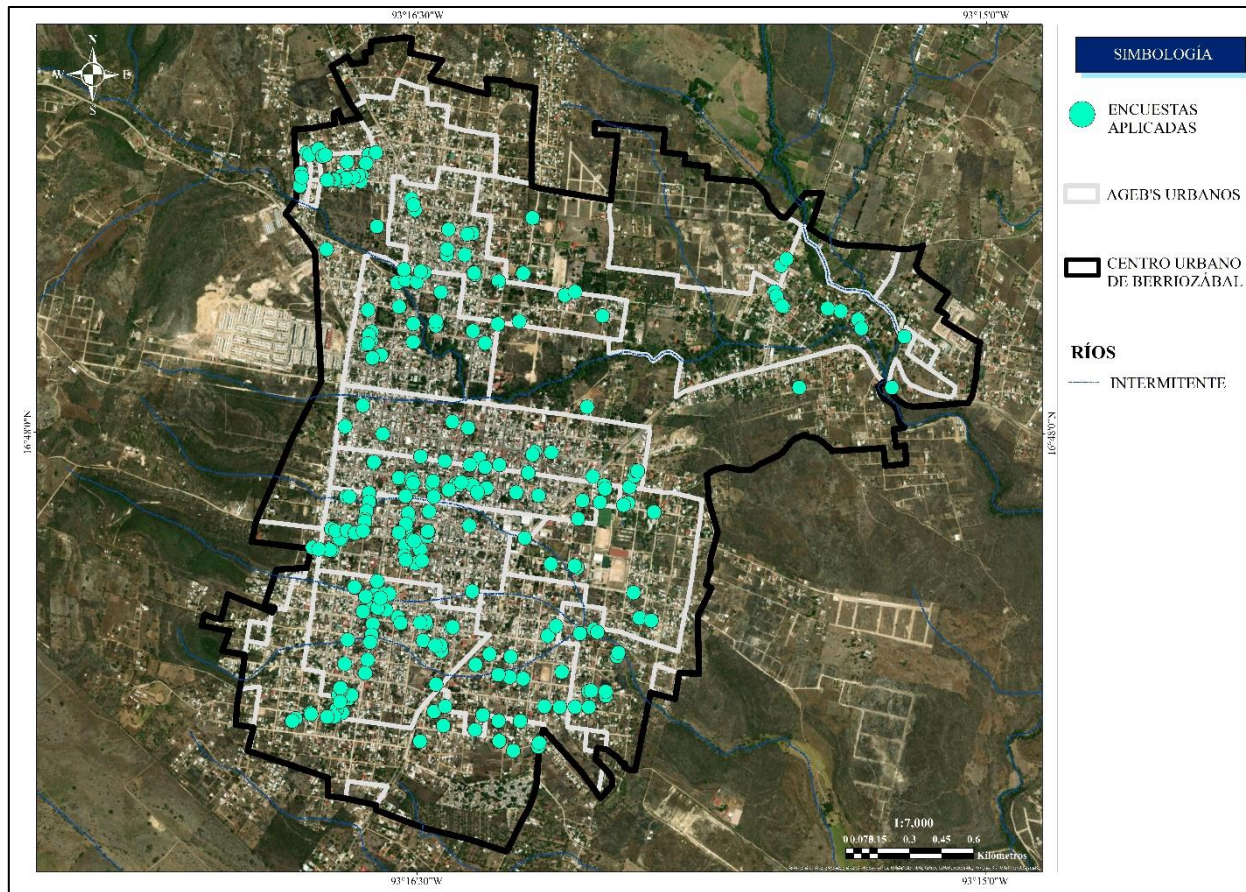 93°16'30"W
93°15'0"W
N
W
E
S
16°48'0"N
16°48'0"N
1:7,000
0 0.075 0.15 0.3 0.45 0.6
Kilómetros
93°16'30"W
93°15'0"W
SIMBOLOGÍA
ENCUESTAS
APLICADAS
AGEB'S URBANOS
CENTRO URBANO
DE BERRIOZÁBAL
RÍOS
INTERMITENTE